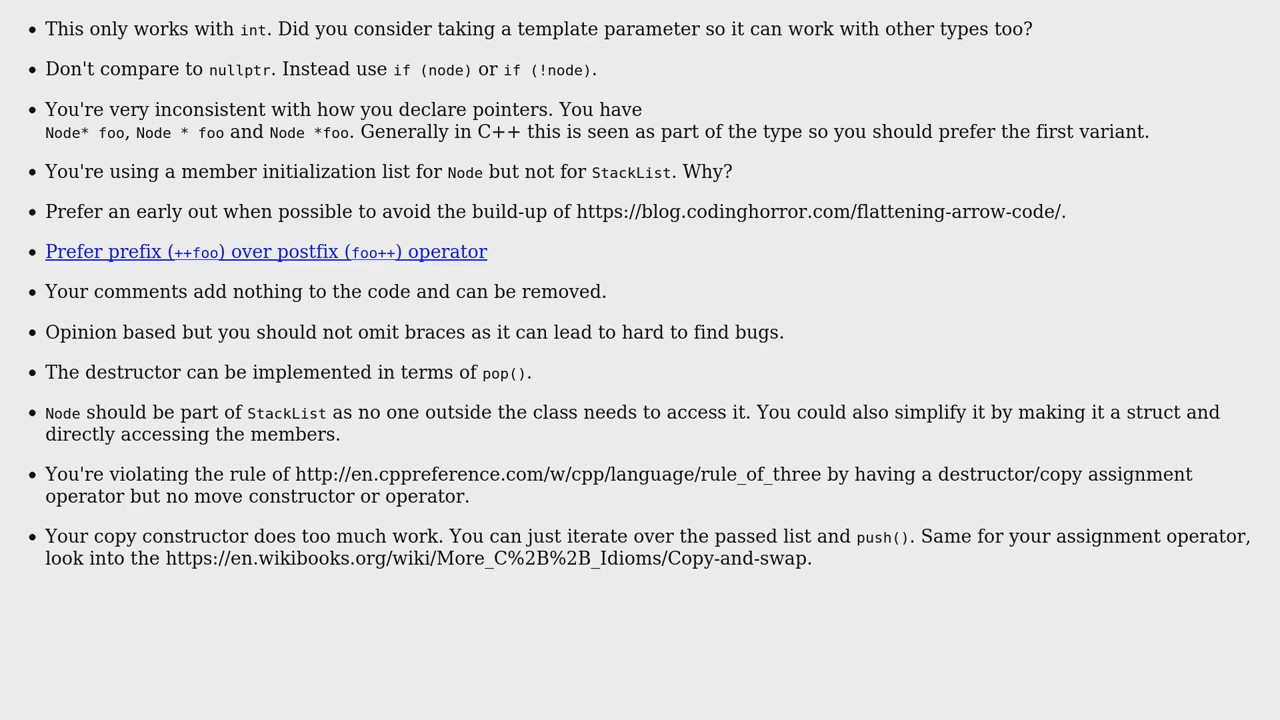 This only works with int. Did you consider taking a template parameter so it can work with other types too?
Don't compare to nullptr. Instead use if (node) or if (!node).
You're very inconsistent with how you declare pointers. You have
Node* foo, Node * foo and Node *foo. Generally in C++ this is seen as part of the type so you should prefer the first variant.
You're using a member initialization list for Node but not for StackList. Why?
Prefer an early out when possible to avoid the build-up of https://blog.codinghorror.com/flattening-arrow-code/.
Prefer prefix (++foo) over postfix (foo++) operator
Your comments add nothing to the code and can be removed.
Opinion based but you should not omit braces as it can lead to hard to find bugs.
The destructor can be implemented in terms of pop().
Node should be part of StackList as no one outside the class needs to access it. You could also simplify it by making it a struct and
directly accessing the members.
You're violating the rule of http://en.cppreference.com/w/cpp/language/rule_of_three by having a destructor/copy assignment
operator but no move constructor or operator.
Your copy constructor does too much work. You can just iterate over the passed list and push(). Same for your assignment operator,
look into the https://en.wikibooks.org/wiki/More_C%2B%2B_Idioms/Copy-and-swap.